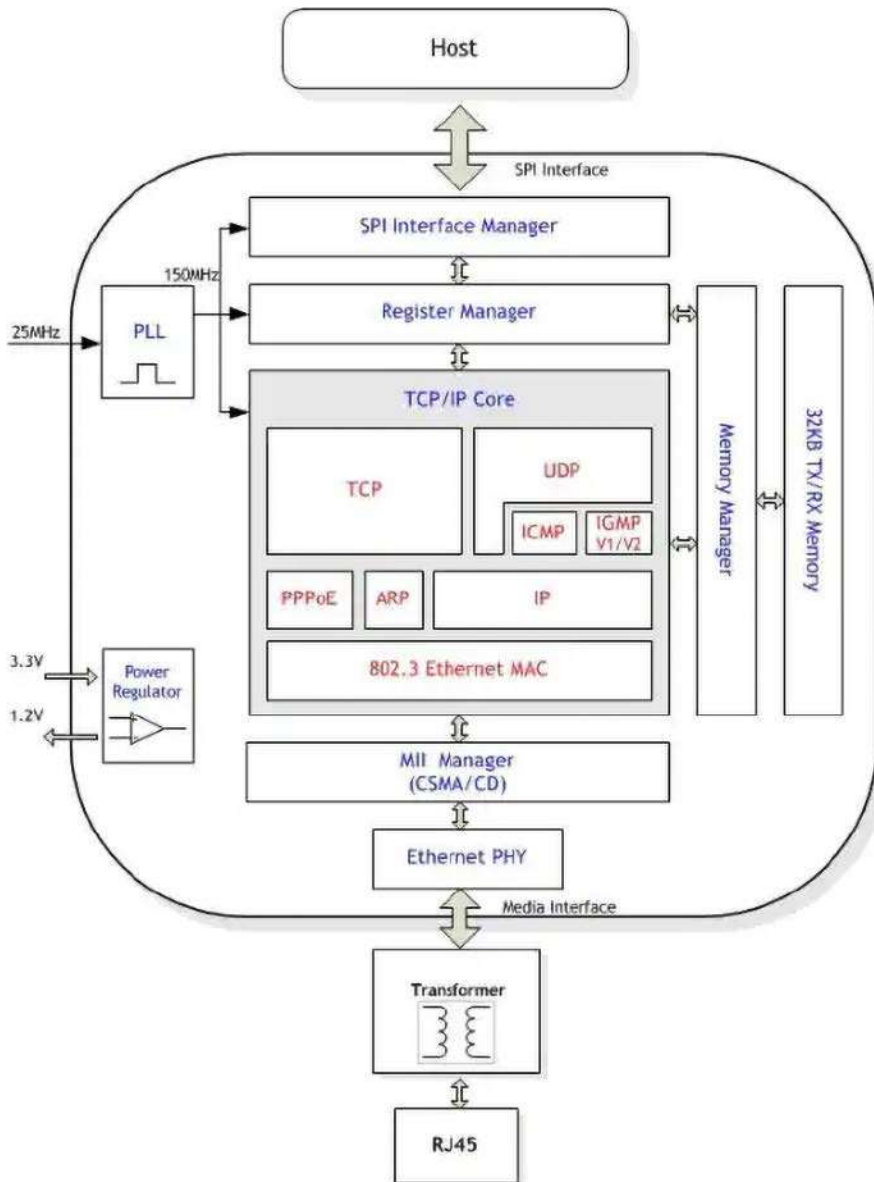 Host
SPI Interface
SPI Interface Manager
150MHz
Register Manager
25MHz
PLL
TCP/IP Core
TCP
UDP
ICMP
IGMP
V1/V2
PPPoE
ARP
IP
802.3 Ethernet MAC
Memory Manager
32KB TX/RX Memory
3.3V
1.2V
Power
Regulator
MII Manager
(CSMA/CD)
Ethernet PHY
Media Interface
Transformer
RJ45